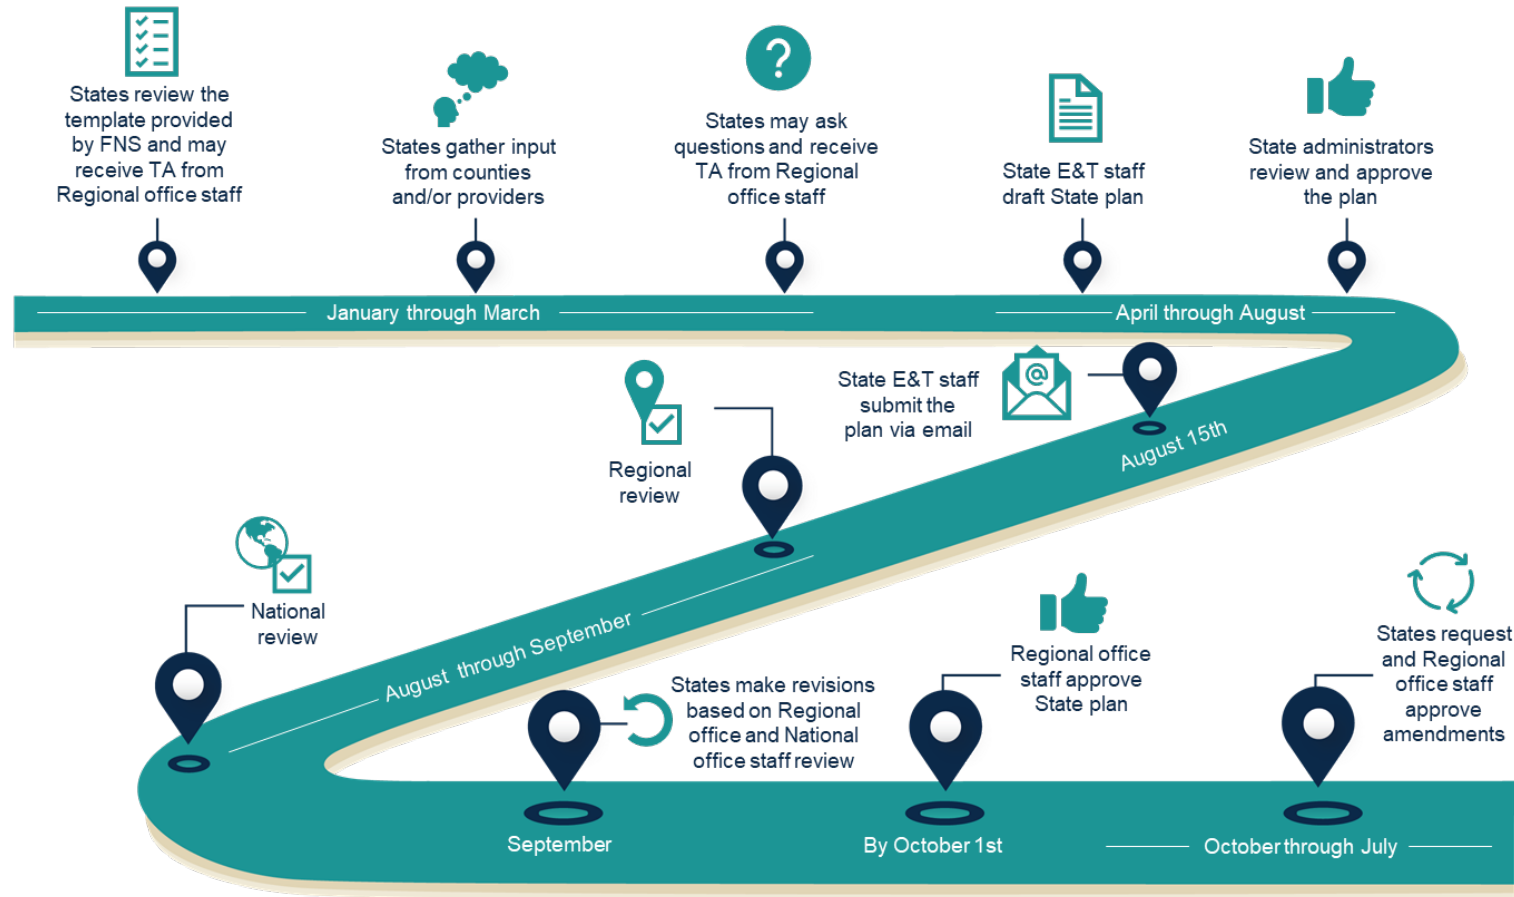 States review the
template provided
by FNS and may
receive TA from
Regional office staff
States gather input
from counties
and/or providers
?
States may ask
questions and receive
TA from Regional
office staff
State E&T staff
draft State plan
State administrators
review and approve
the plan
January through March
April through August
@
State E&T staff
submit the
plan via email
August 15th
Regional
review
August through September
National
review
States make revisions
based on Regional
office and National
office staff review
September
Regional office
staff approve
State plan
By October 1st
States request
and Regional
office staff
approve
amendments
October through July